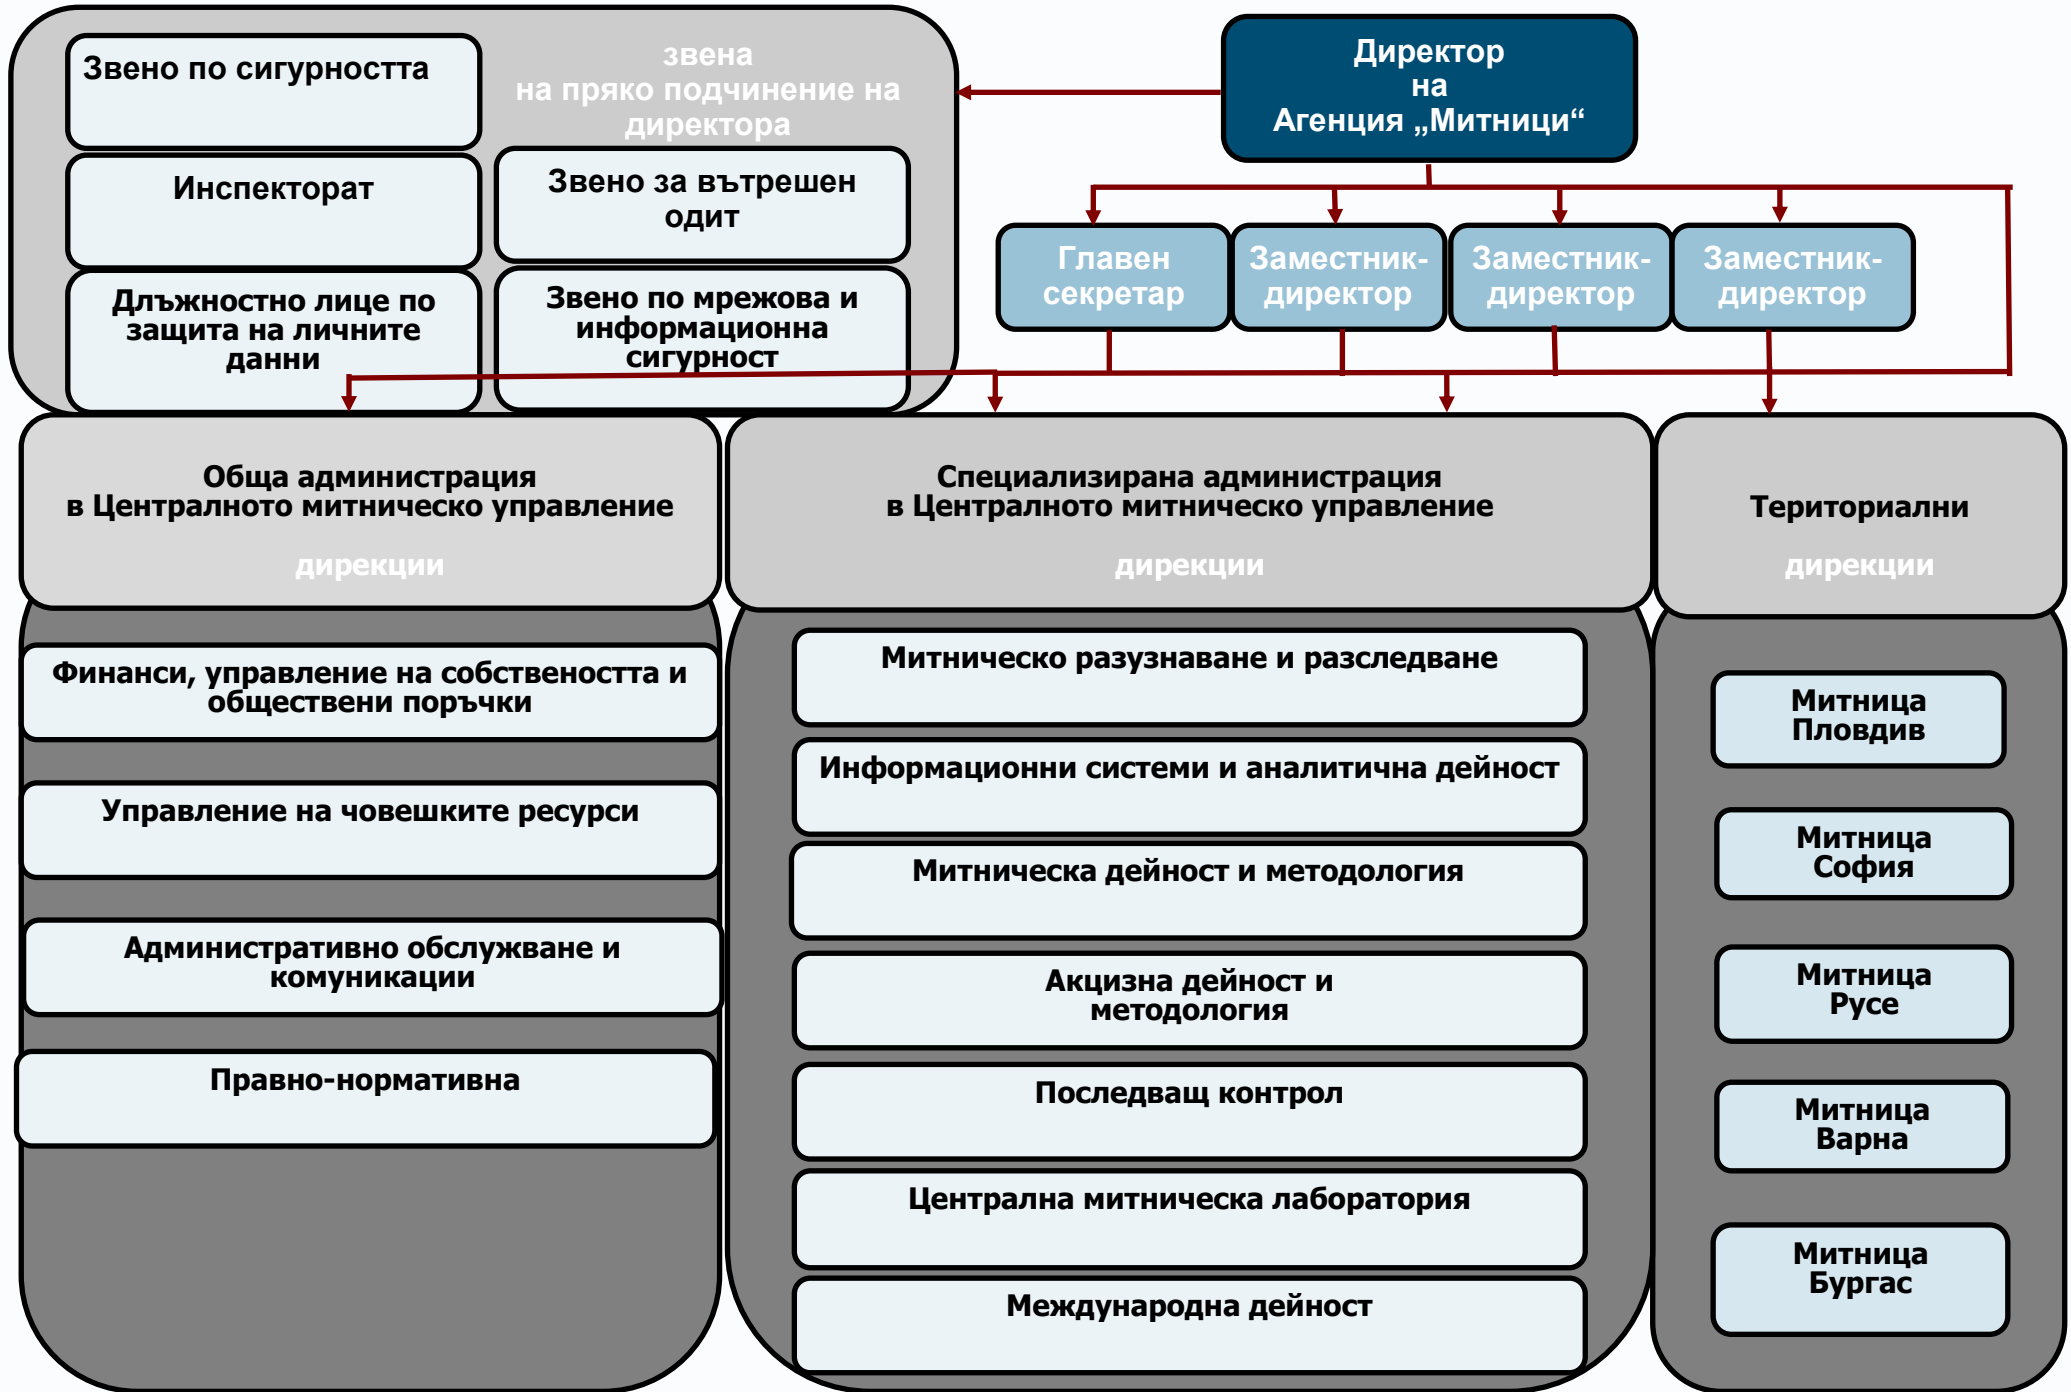 Звено по сигурността
звена
на пряко подчинение на
директора
Инспекторат
Звено за вътрешен
одит
Длъжностно лице по
защита на личните
данни
Звено по мрежова и
информационна
сигурност
Директор
на
Агенция „Митници“
Главен
секретар
Заместник-
директор
Заместник-
директор
Заместник-
директор
Обща администрация
в Централното митническо управление
дирекции
Финанси, управление на собствеността и
обществени поръчки
Управление на човешките ресурси
Административно обслужване и
комуникации
Правно-нормативна
Специализирана администрация
в Централното митническо управление
дирекции
Митническо разузнаване и разследване
Информационни системи и аналитична дейност
Митническа дейност и методология
Акцизна дейност и
методология
Последващ контрол
Централна митническа лаборатория
Международна дейност
Териториални
дирекции
Митница
Пловдив
Митница
София
Митница
Русе
Митница
Варна
Митница
Бургас